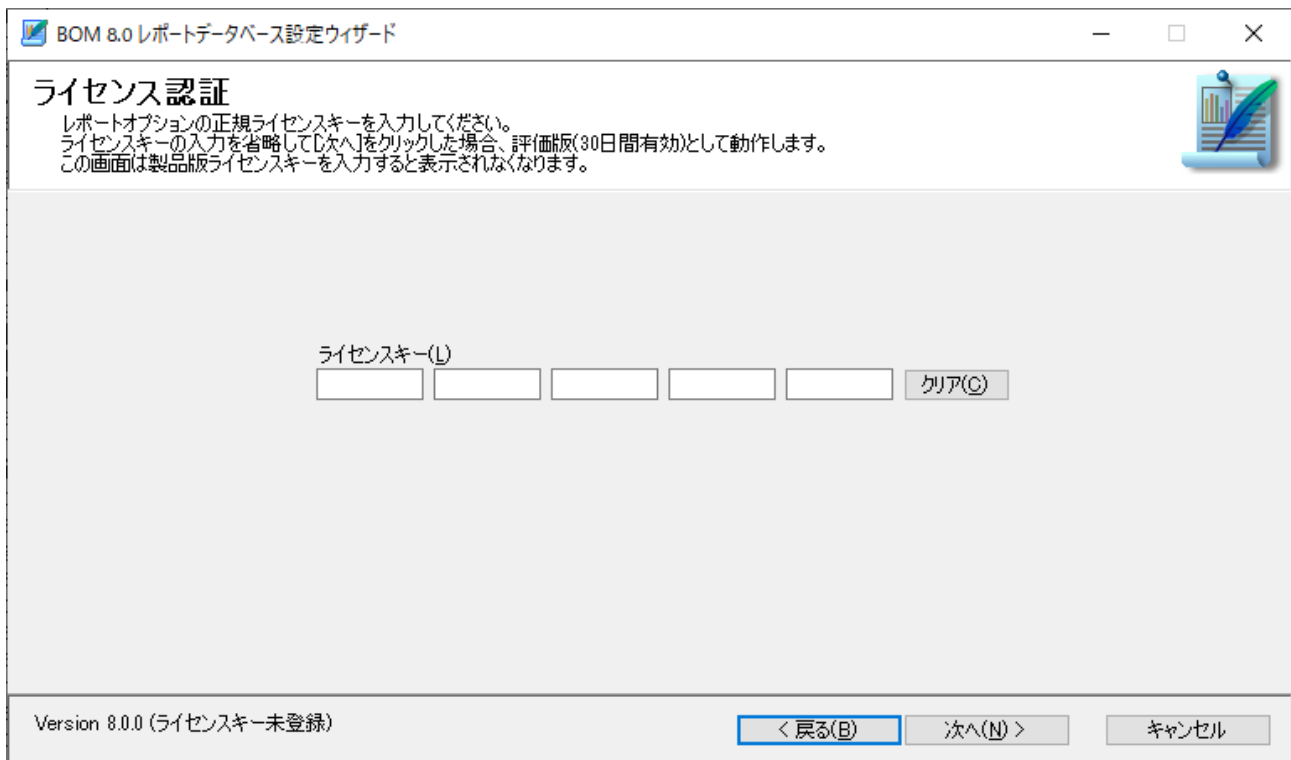 BOM 8.0 レポートデータベース設定ウィザード
ライセンス認証
レポートオプションの正規ライセンスキーを入力してください。
ライセンスキーの入力を省略して[次へ]をクリックした場合、評価版(30日間有効)として動作します。
この画面は製品版ライセンスキーを入力すると表示されなくなります。
ライセンスキー(L)
クリア(C)
Version 8.0.0 (ライセンスキー未登録)
< 戻る(B)
次へ(N) >
キャンセル